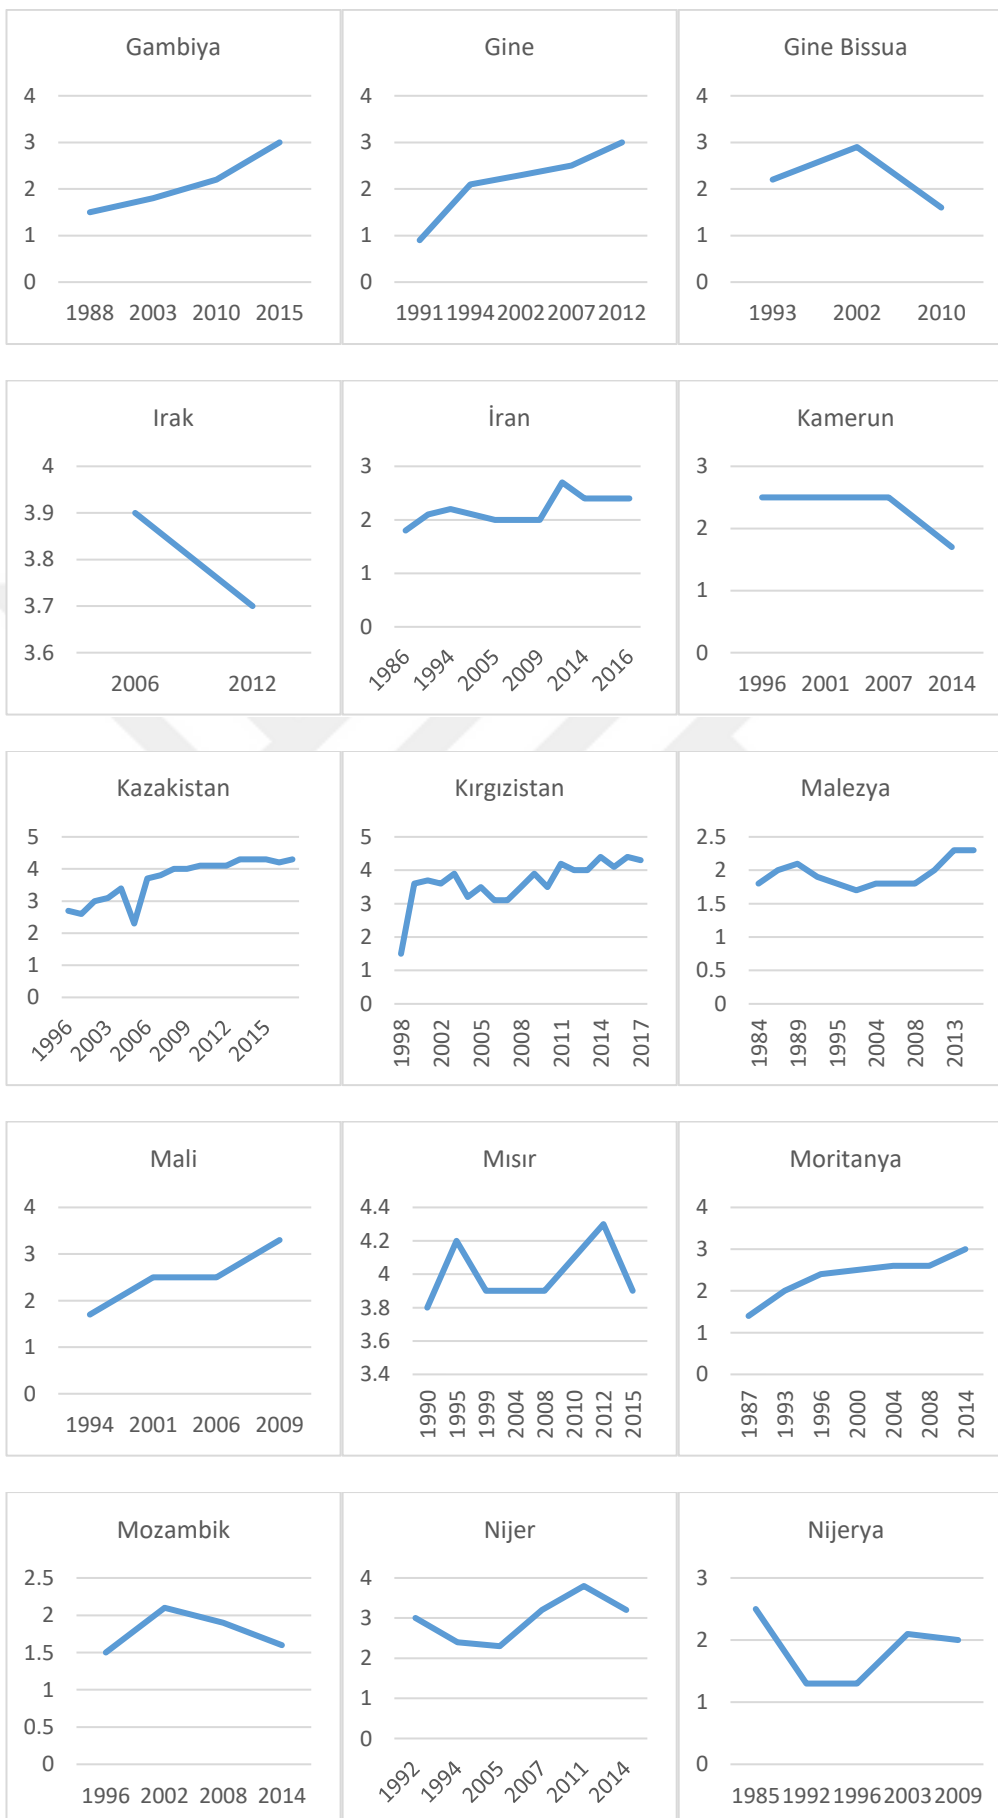 Gambiya
4
3
2
1
0
1988 2003 2010 2015
Gine
4
3
2
1
0
1991 1994 2002 2007 2012
Gine Bissua
4
3
2
1
0
1993 2002 2010
Irak
4
3.9
3.8
3.7
3.6
2006 2012
İran
3
2
1
0
1986 1994 2005 2009 2014 2016
Kamerun
3
2
1
0
1996 2001 2007 2014
Kazakistan
5
4
3
2
1
0
1996 2003 2006 2009 2012 2015
Kırgızistan
5
4
3
2
1
0
1998 2002 2005 2008 2011 2014 2017
Malezya
2.5
2
1.5
1
0.5
0
1984 1989 1995 2004 2008 2013
Mali
4
3
2
1
0
1994 2001 2006 2009
Mısır
4.4
4.2
4
3.8
3.6
3.4
1990 1995 1999 2004 2008 2010 2012 2015
Moritanya
4
3
2
1
0
1987 1993 1996 2000 2004 2008 2014
Mozambik
2.5
2
1.5
1
0.5
0
1996 2002 2008 2014
Nijer
4
3
2
1
0
1992 1994 2005 2007 2011 2014
Nijerya
3
2
1
0
1985 1992 1996 2003 2009